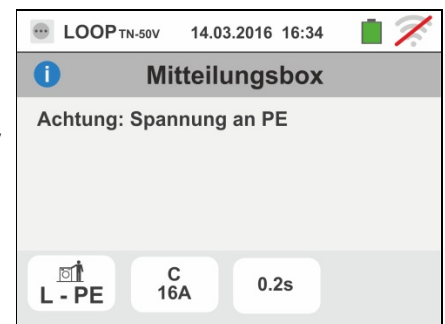 LOOP TN-50V 14.03.2016 16:34
i Mitteilungsbox
Achtung: Spannung an PE
L - PE
C
16A
0.2s